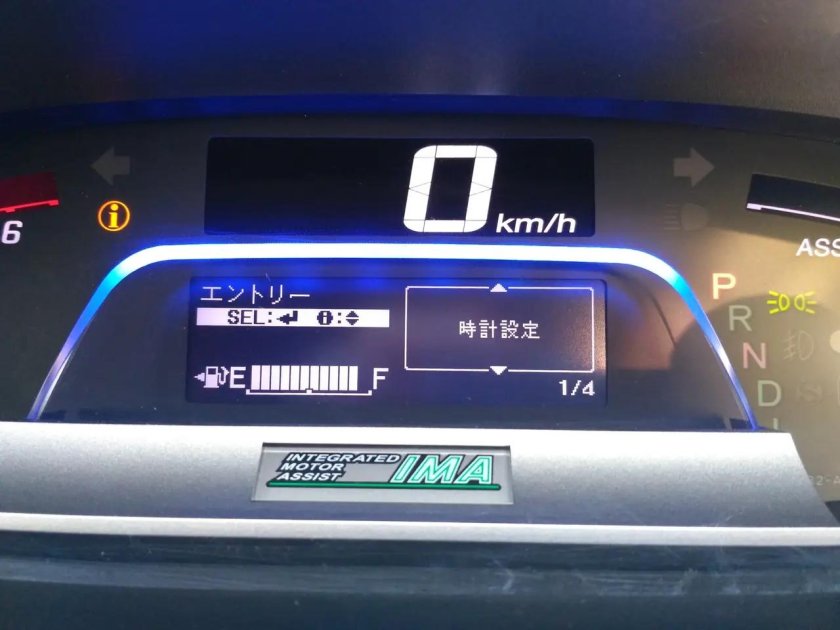 0 km/h
6
ASS
エントリー
SEL:↵ i:◆
時計設定
E F
1/4
P
R
N
D
INTEGRATED
MOTOR
ASSIST
IMA